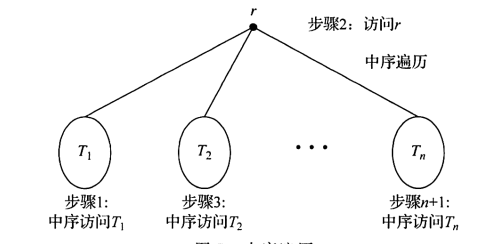 r
步骤2：访问r
中序遍历
T1
T2
···
Tn
步骤1：
中序访问T1
步骤3：
中序访问T2
步骤n+1：
中序访问Tn